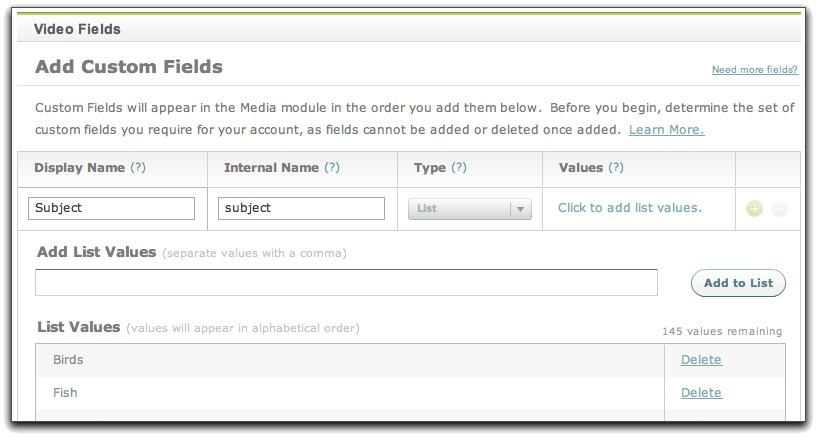 Video Fields
Add Custom Fields
Need more fields?
Custom Fields will appear in the Media module in the order you add them below. Before you begin, determine the set of
custom fields you require for your account, as fields cannot be added or deleted once added. Learn More.
Display Name (?) Internal Name (?) Type (?) Values (?)
Subject subject List Click to add list values.
Add List Values (separate values with a comma)
Add to List
List Values (values will appear in alphabetical order)
145 values remaining
Birds Delete
Fish Delete